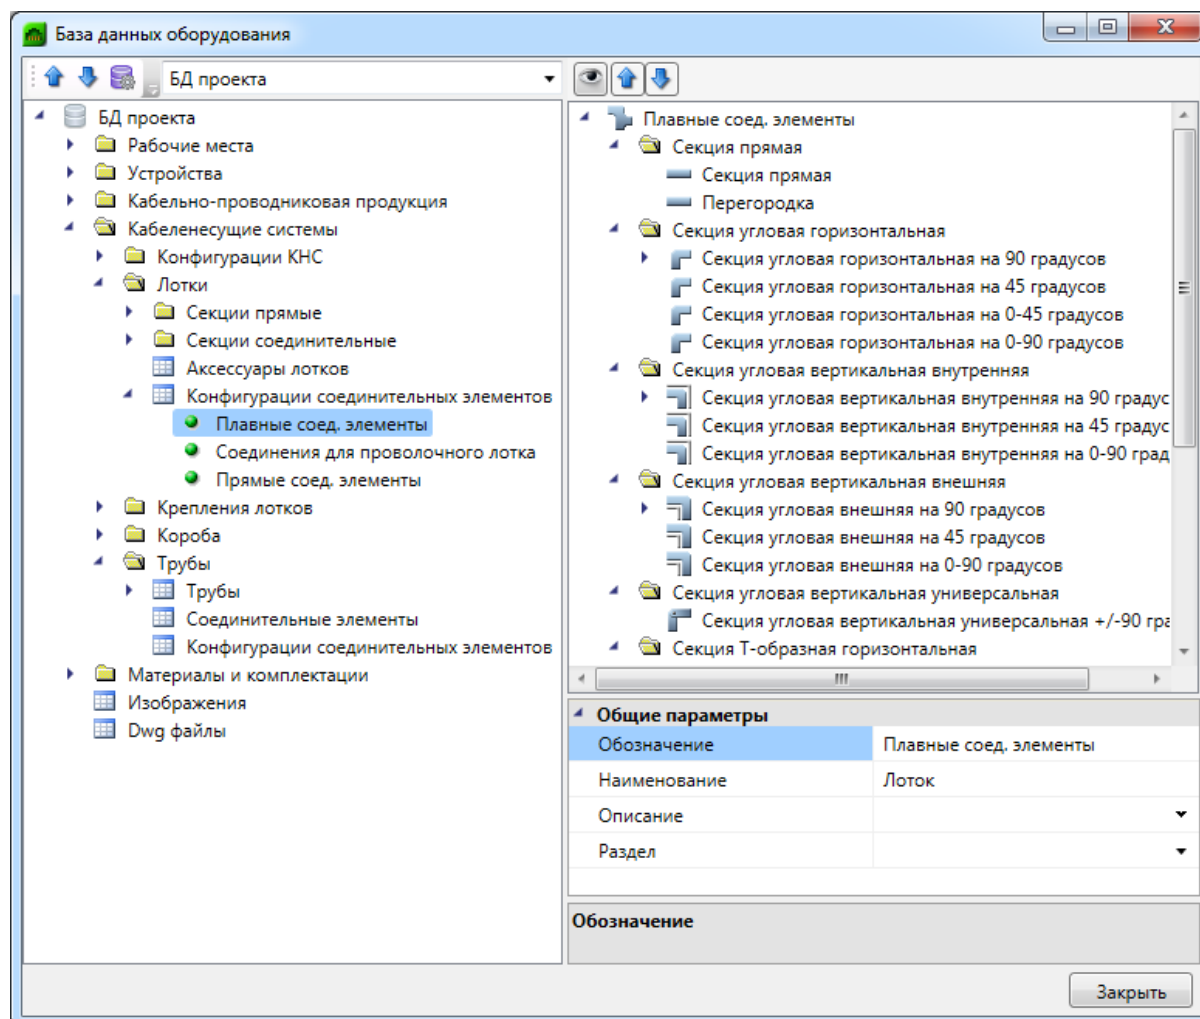 База данных оборудования
БД проекта
БД проекта
Рабочие места
Устройства
Кабельно-проводниковая продукция
Кабеленесущие системы
Конфигурации КНС
Лотки
Секции прямые
Секции соединительные
Аксессуары лотков
Конфигурации соединительных элементов
Плавные соед. элементы
Соединения для проволочного лотка
Прямые соед. элементы
Крепления лотков
Короба
Трубы
Трубы
Соединительные элементы
Конфигурации соединительных элементов
Материалы и комплектации
Изображения
Dwg файлы
Плавные соед. элементы
Секция прямая
Секция прямая
Перегородка
Секция угловая горизонтальная
Секция угловая горизонтальная на 90 градусов
Секция угловая горизонтальная на 45 градусов
Секция угловая горизонтальная на 0-45 градусов
Секция угловая горизонтальная на 0-90 градусов
Секция угловая вертикальная внутренняя
Секция угловая вертикальная внутренняя на 90 градус
Секция угловая вертикальная внутренняя на 45 градус
Секция угловая вертикальная внутренняя на 0-90 град
Секция угловая вертикальная внешняя
Секция угловая внешняя на 90 градусов
Секция угловая внешняя на 45 градусов
Секция угловая внешняя на 0-90 градусов
Секция угловая вертикальная универсальная
Секция угловая вертикальная универсальная +/-90 гра
Секция Т-образная горизонтальная
Общие параметры
Обозначение Плавные соед. элементы
Наименование Лоток
Описание
Раздел
Обозначение
Закрыть